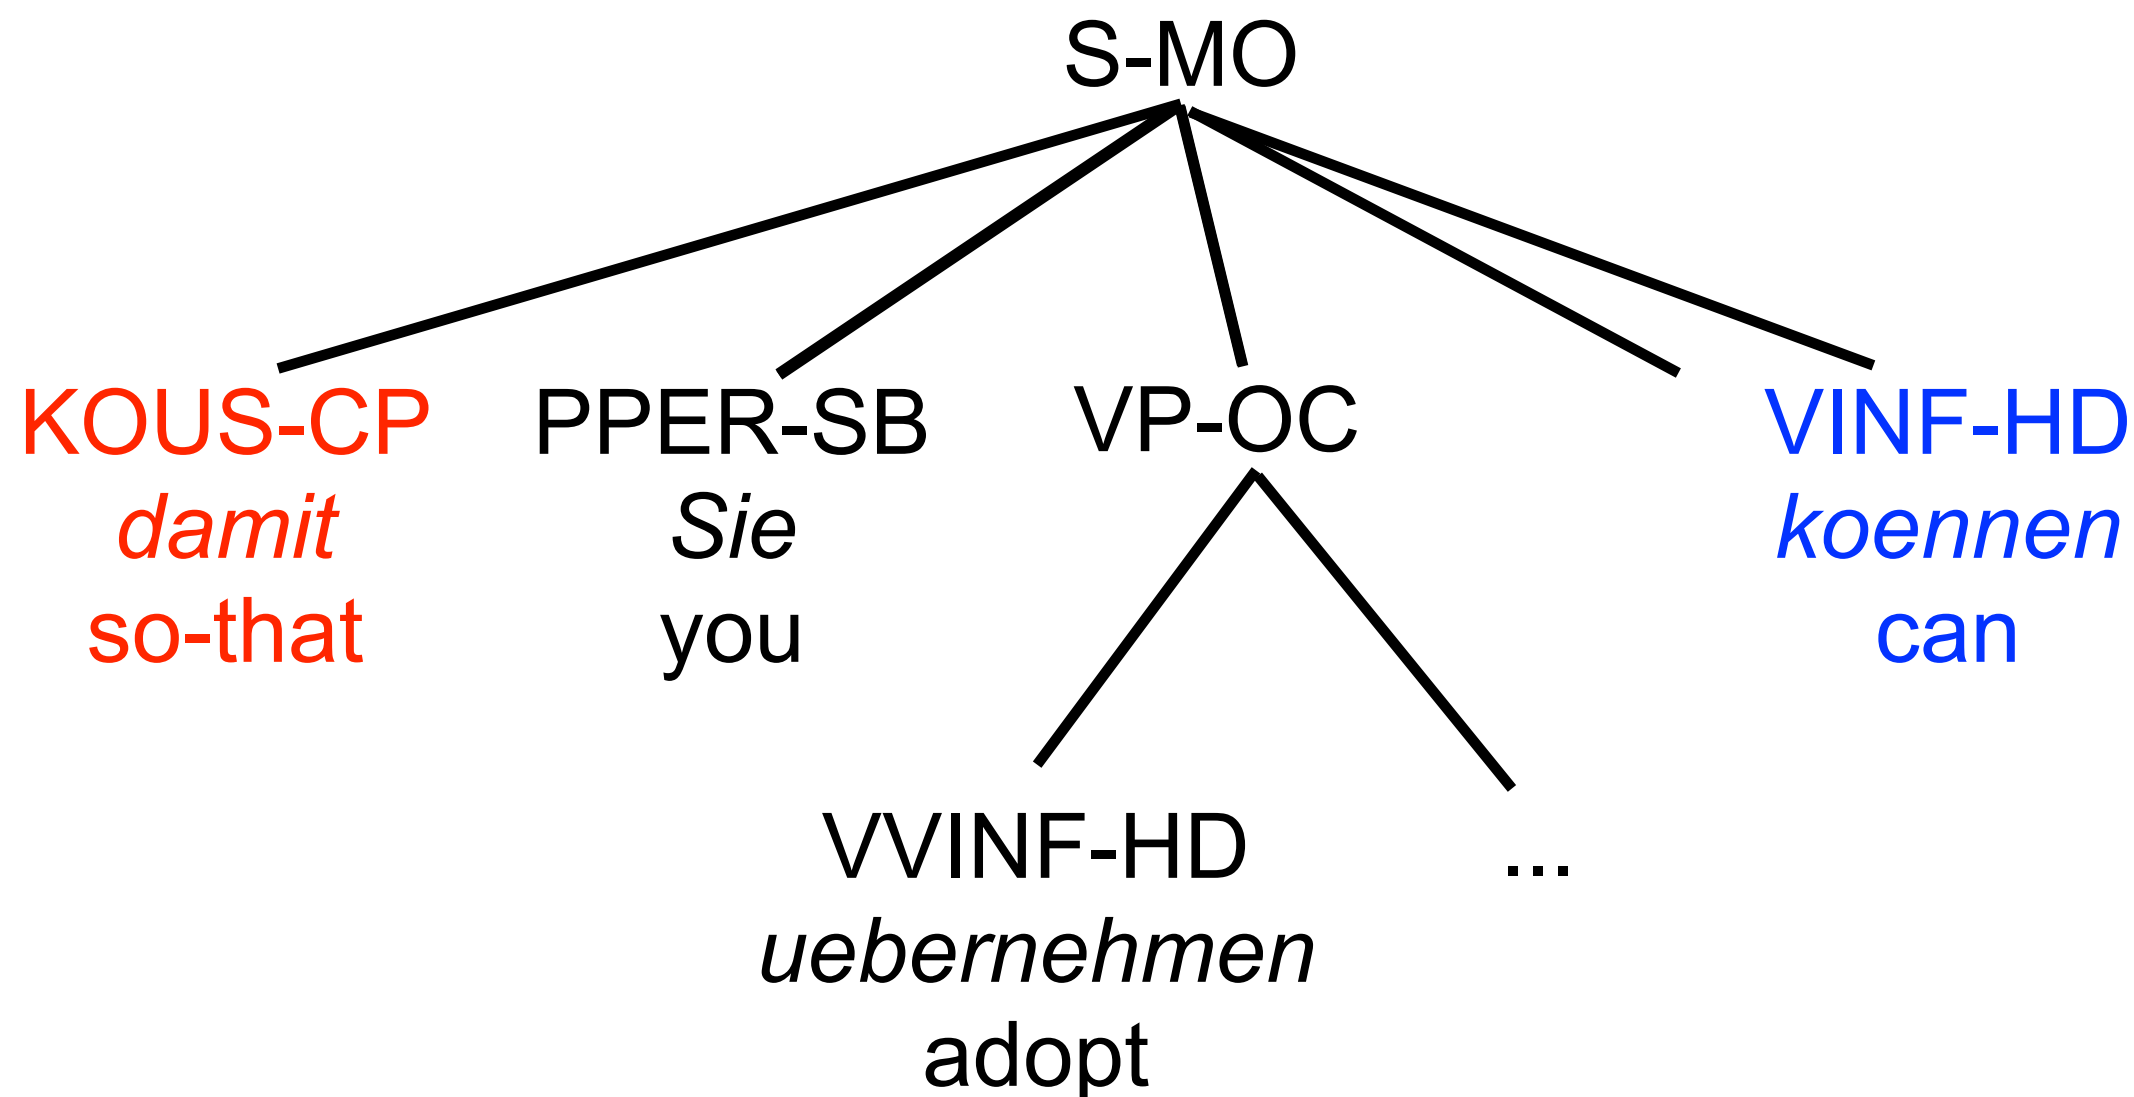 S-MO
KOUS-CP PPER-SB VP-OC VINF-HD
damit Sie koennen
so-that you can
VVINF-HD ...
uebernehmen
adopt